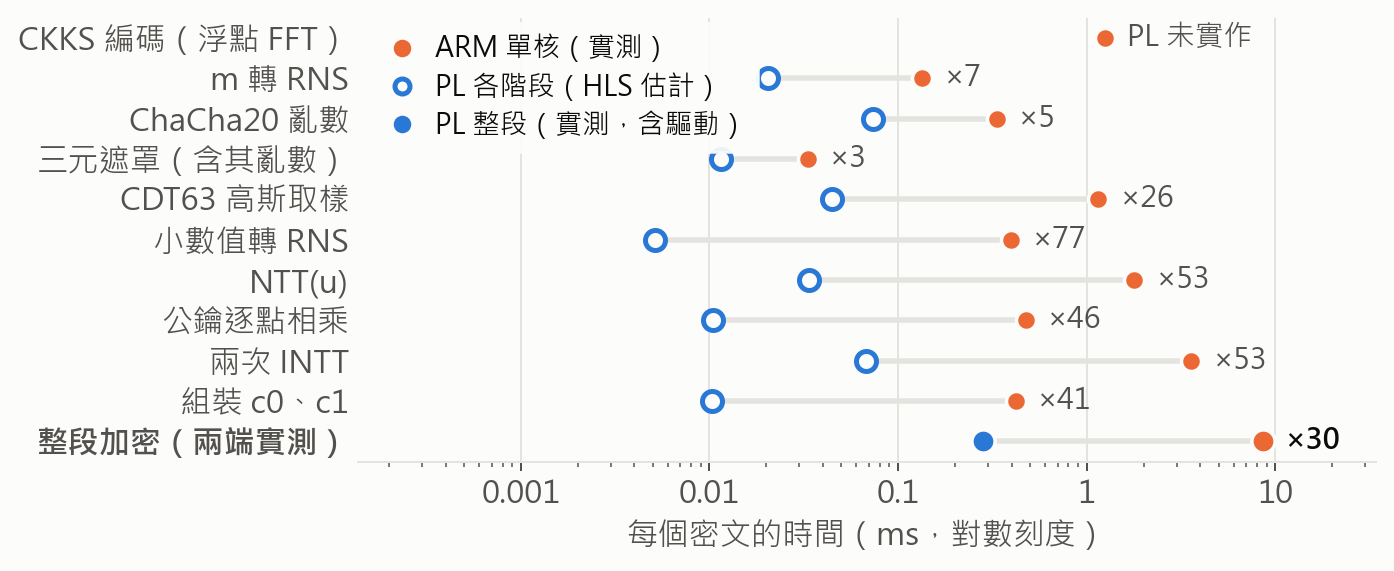 CKKS 編碼（浮點 FFT）
PL 未實作
ARM 單核（實測）
m 轉 RNS
×7
PL 各階段（HLS 估計）
ChaCha20 亂數
×5
PL 整段（實測，含驅動）
三元遮罩（含其亂數）
×3
CDT63 高斯取樣
×26
小數值轉 RNS
×77
NTT(u)
×53
公鑰逐點相乘
×46
兩次 INTT
×53
組裝 c0、c1
×41
整段加密（兩端實測）
×30
0.001 0.01 0.1 1 10
每個密文的時間（ms，對數刻度）